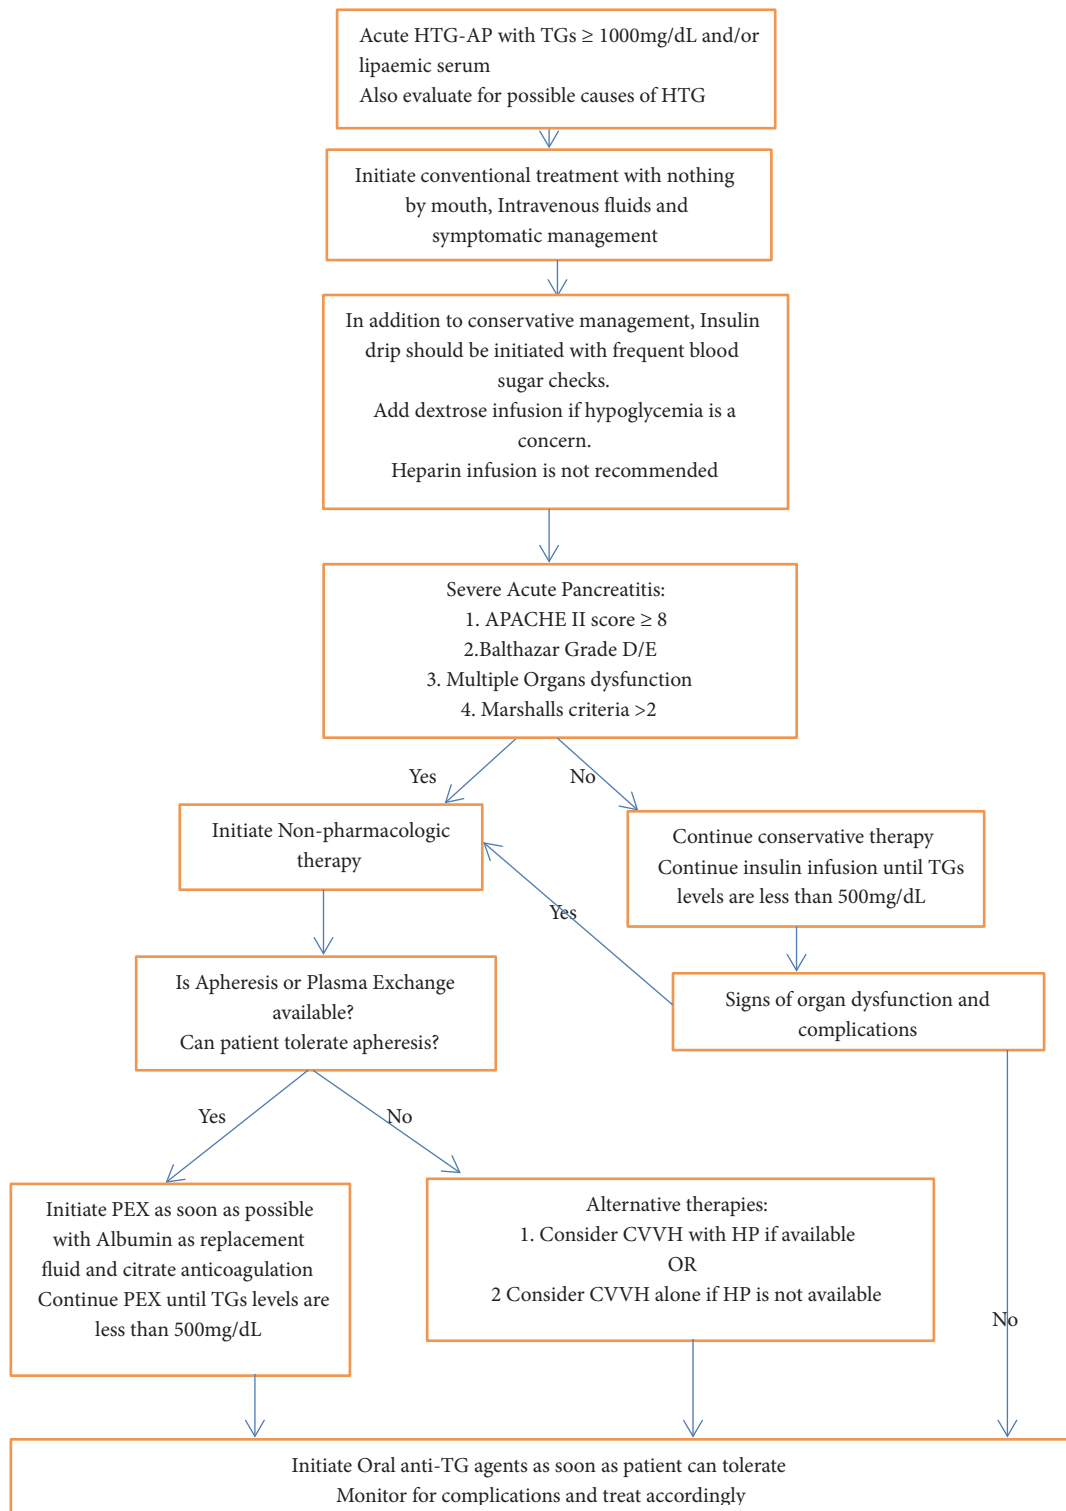 Acute HTG-AP with TGs ≥ 1000mg/dL and/or
lipaemic serum
Also evaluate for possible causes of HTG
Initiate conventional treatment with nothing
by mouth, Intravenous fluids and
symptomatic management
In addition to conservative management, Insulin
drip should be initiated with frequent blood
sugar checks.
Add dextrose infusion if hypoglycemia is a
concern.
Heparin infusion is not recommended
Severe Acute Pancreatitis:
1. APACHE II score ≥ 8
2.Balthazar Grade D/E
3. Multiple Organs dysfunction
4. Marshalls criteria >2
Yes
No
Initiate Non-pharmacologic
therapy
Continue conservative therapy
Continue insulin infusion until TGs
levels are less than 500mg/dL
Yes
Is Apheresis or Plasma Exchange
available?
Can patient tolerate apheresis?
Signs of organ dysfunction and
complications
Yes
No
Initiate PEX as soon as possible
with Albumin as replacement
fluid and citrate anticoagulation
Continue PEX until TGs levels are
less than 500mg/dL
Alternative therapies:
1. Consider CVVH with HP if available
OR
2 Consider CVVH alone if HP is not available
No
Initiate Oral anti-TG agents as soon as patient can tolerate
Monitor for complications and treat accordingly